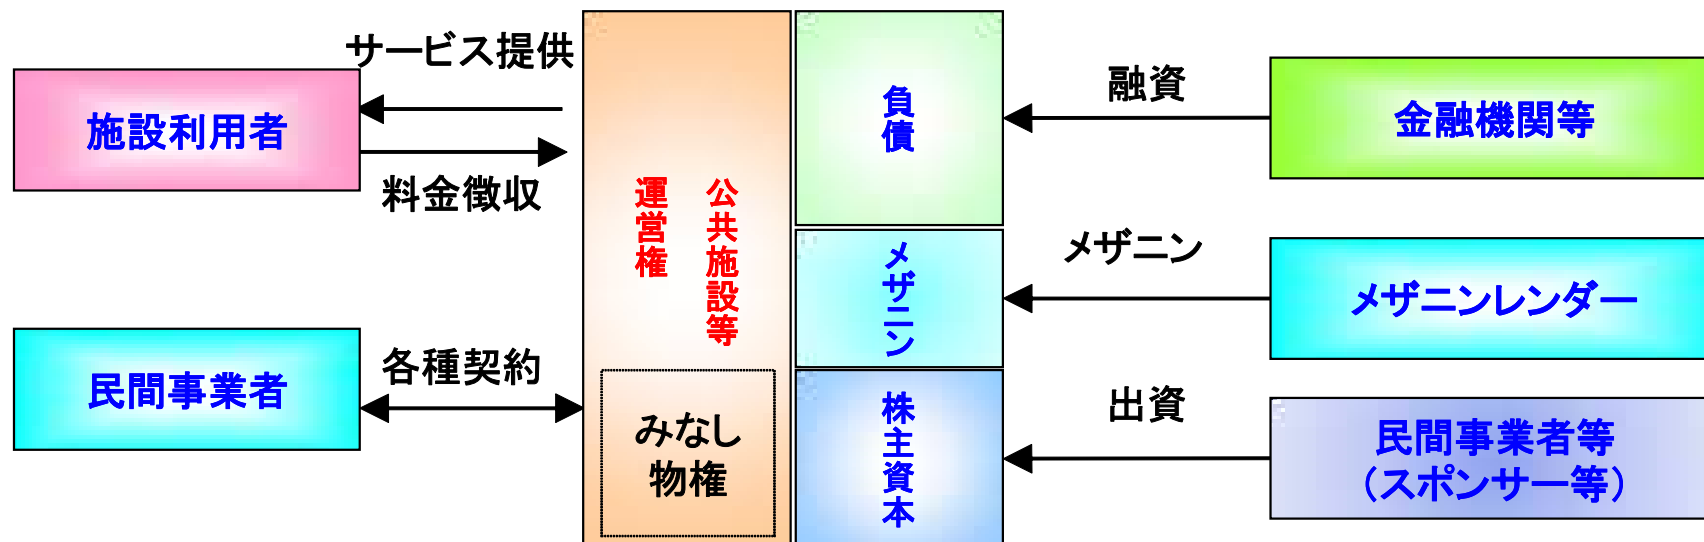 サービス提供
施設利用者
料金徴収
民間事業者
各種契約
公共施設等
運営権
みなし
物権
負債
メザニン
株主資本
融資
金融機関等
メザニン
メザニンレンダー
出資
民間事業者等
（スポンサー等）